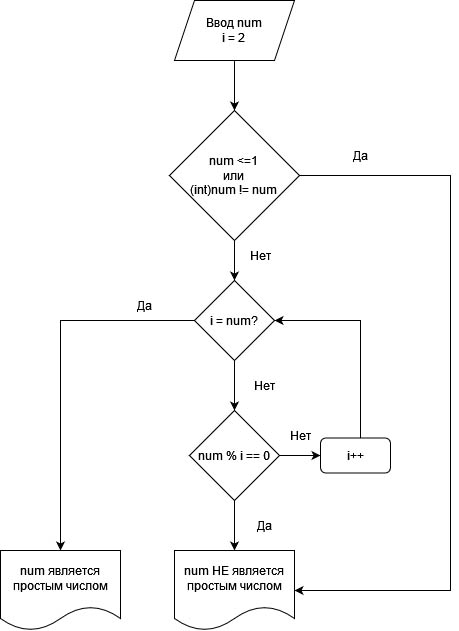 Ввод num
i = 2
num <=1
или
(int)num != num
Да
Нет
i = num?
Да
Нет
num % i == 0
Нет
i++
Да
num является
простым числом
num НЕ является
простым числом